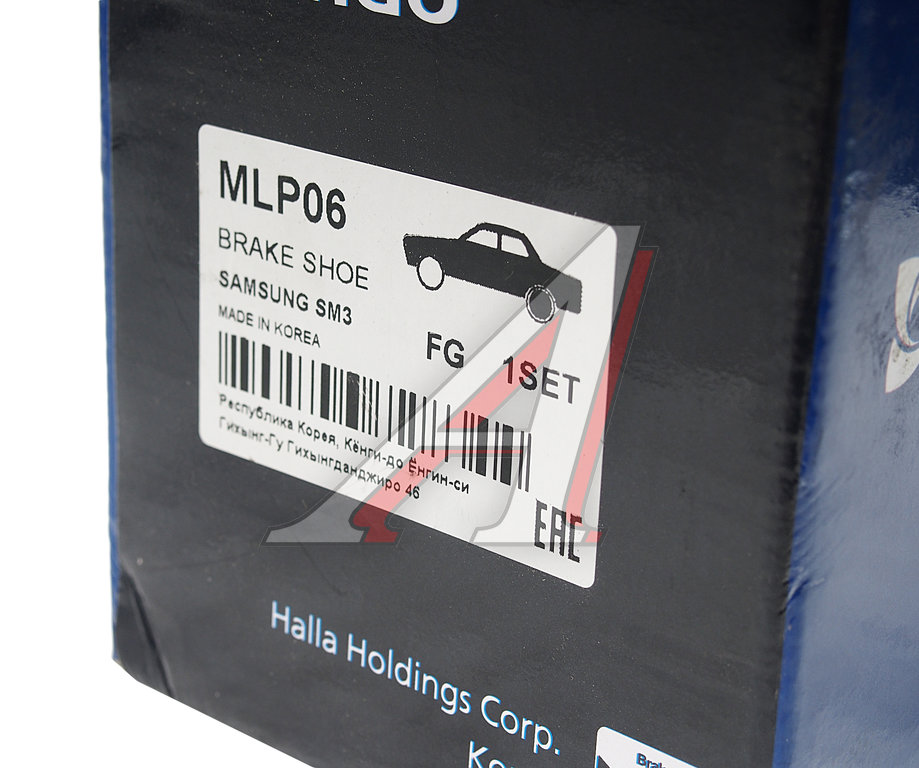 MLP06
BRAKE SHOE
SAMSUNG SM3
MADE IN KOREA
FG 1SET
Республика Корея, Кёнги-до Ёнгин-си
Гихынг-Гу Гихынгданджиро 46
EAC
Halla Holdings Corp.